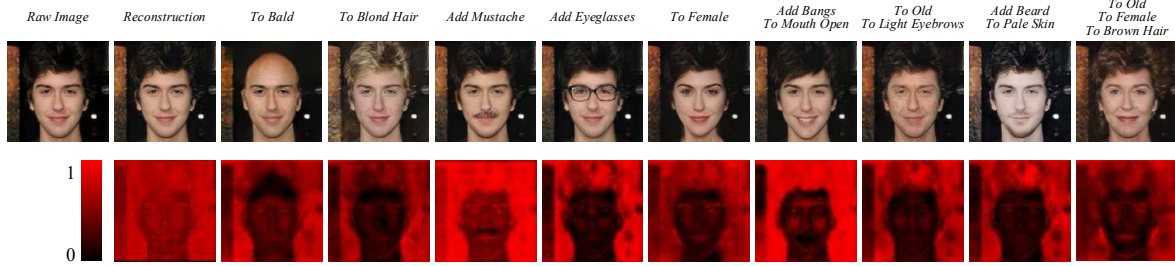 Raw Image
Reconstruction
To Bald
To Blond Hair
Add Mustache
Add Eyeglasses
To Female
Add Bangs
To Mouth Open
To Old
To Light Eyebrows
Add Beard
To Pale Skin
To Old
To Female
To Brown Hair
1
0